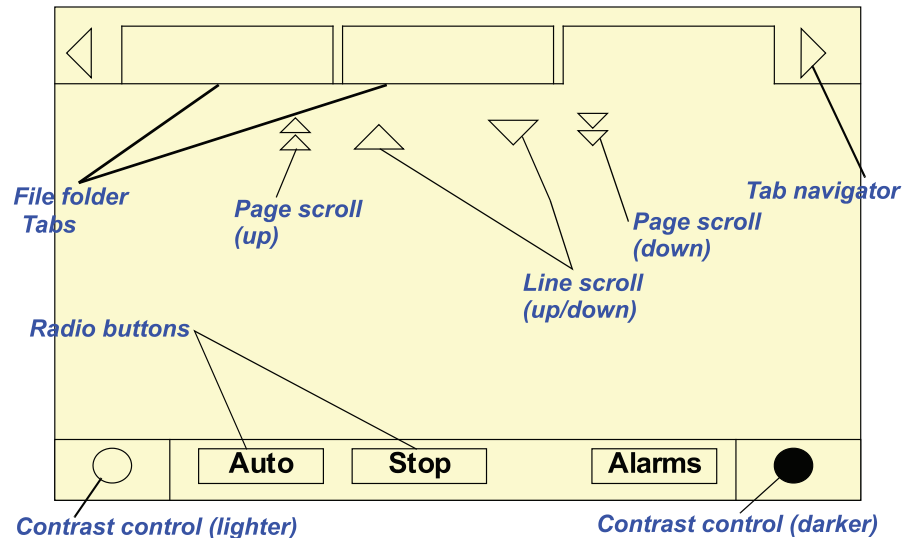 File folder
Tabs
Page scroll
(up)
Tab navigator
Page scroll
(down)
Line scroll
(up/down)
Radio buttons
Auto
Stop
Alarms
Contrast control (lighter)
Contrast control (darker)